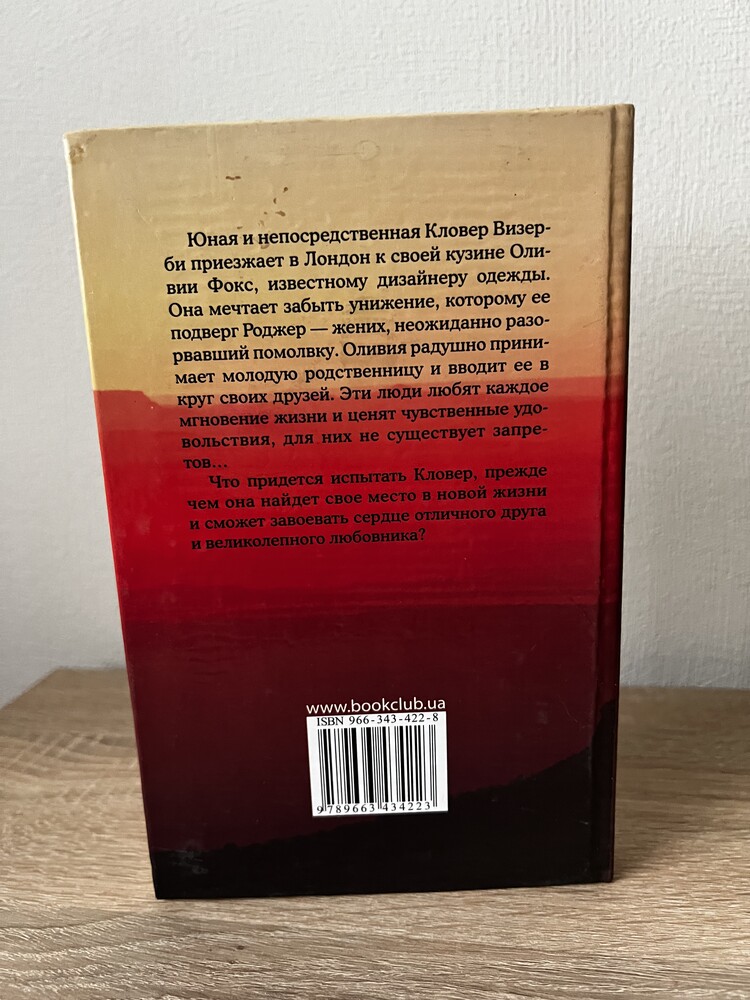 Юная и непосредственная Кловер Визер-
би приезжает в Лондон к своей кузине Оли-
вии Фокс, известному дизайнеру одежды.
Она мечтает забыть унижение, которому ее
подверг Роджер — жених, неожиданно разо-
рвавший помолвку. Оливия радушно прини-
мает молодую родственницу и вводит ее в
круг своих друзей. Эти люди любят каждое
мгновение жизни и ценят чувственные удо-
вольствия, для них не существует запре-
тов...
Что придется испытать Кловер, прежде
чем она найдет свое место в новой жизни
и сможет завоевать сердце отличного друга
и великолепного любовника?
www.bookclub.ua
ISBN 966-343-422-8
9 789663 434223